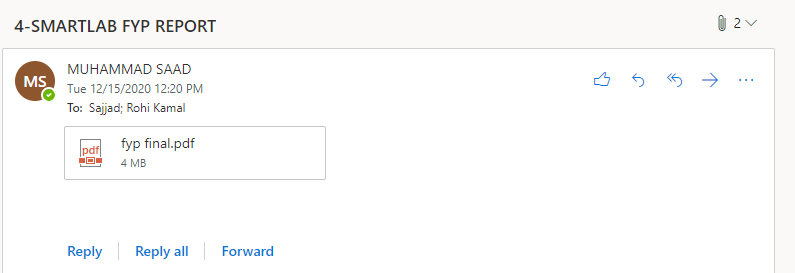 4-SMARTLAB FYP REPORT
2
MS
MUHAMMAD SAAD
Tue 12/15/2020 12:20 PM
To: Sajjad; Rohi Kamal
pdf
fyp final.pdf
4 MB
Reply
Reply all
Forward